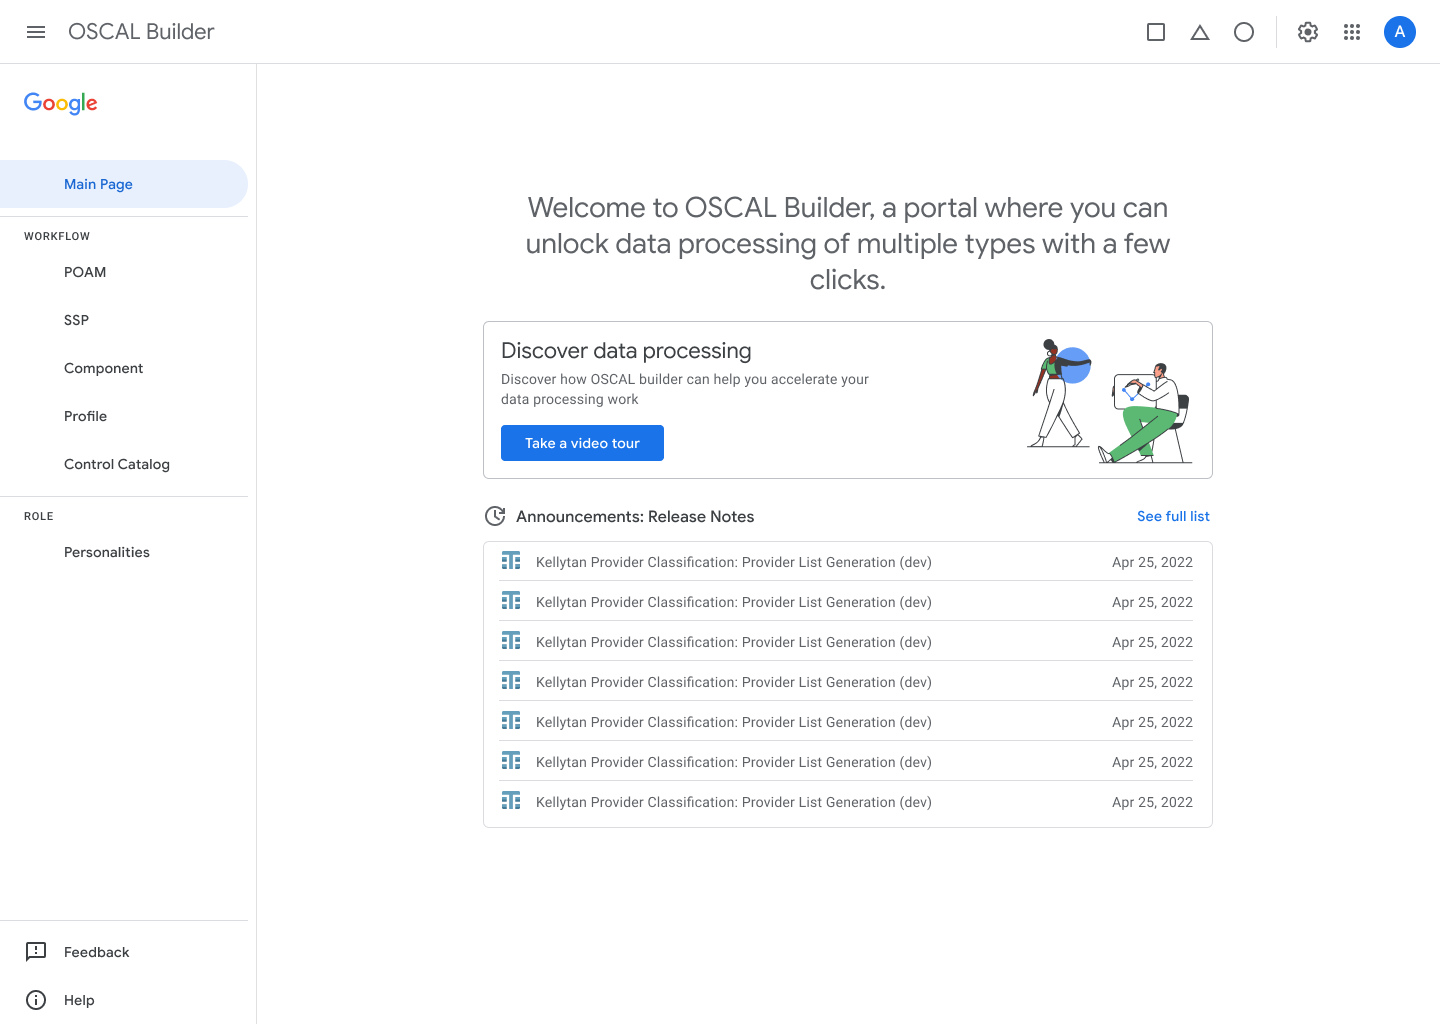 OSCAL Builder
A
Google
Main Page
WORKFLOW
POAM
SSP
Component
Profile
Control Catalog
ROLE
Personalities
Feedback
Help
Welcome to OSCAL Builder, a portal where you can
unlock data processing of multiple types with a few
clicks.
Discover data processing
Discover how OSCAL builder can help you accelerate your
data processing work
Take a video tour
Announcements: Release Notes
See full list
Kellytan Provider Classification: Provider List Generation (dev) Apr 25, 2022
Kellytan Provider Classification: Provider List Generation (dev) Apr 25, 2022
Kellytan Provider Classification: Provider List Generation (dev) Apr 25, 2022
Kellytan Provider Classification: Provider List Generation (dev) Apr 25, 2022
Kellytan Provider Classification: Provider List Generation (dev) Apr 25, 2022
Kellytan Provider Classification: Provider List Generation (dev) Apr 25, 2022
Kellytan Provider Classification: Provider List Generation (dev) Apr 25, 2022